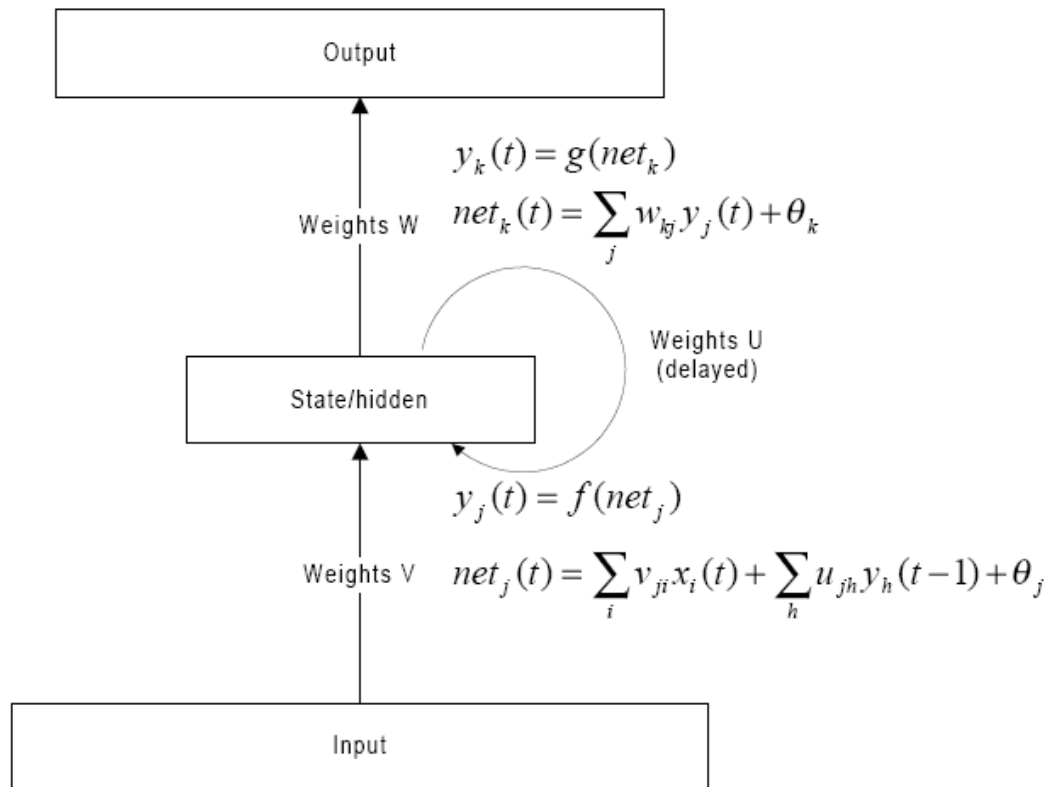 Output
y_k(t) = g(net_k)
Weights W
net_k(t) = ∑_j w_kj y_j(t) + θ_k
Weights U
(delayed)
State/hidden
y_j(t) = f(net_j)
Weights V
net_j(t) = ∑_i v_ji x_i(t) + ∑_h u_jh y_h(t−1) + θ_j
Input